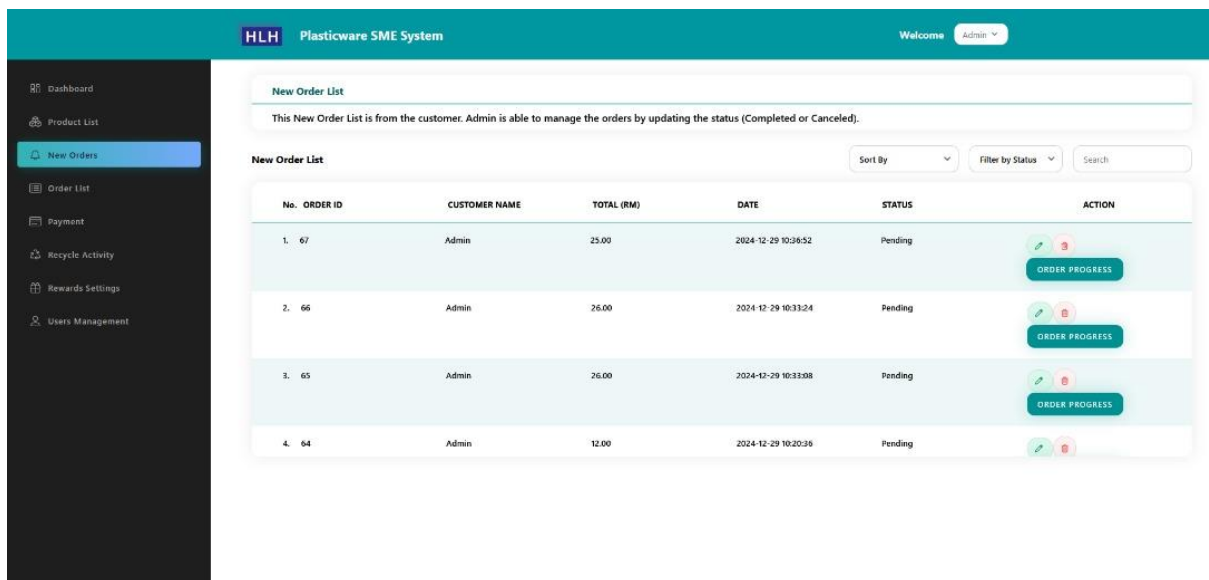 HLH Plasticware SME System Welcome Admin
Dashboard
Product List
New Orders
Order List
Payment
Recycle Activity
Rewards Settings
Users Management
New Order List
This New Order List is from the customer. Admin is able to manage the orders by updating the status (Completed or Canceled).
New Order List Sort By Filter by Status Search
No. ORDER ID CUSTOMER NAME TOTAL (RM) DATE STATUS ACTION
1. 67 Admin 25.00 2024-12-29 10:36:52 Pending
ORDER PROGRESS
2. 66 Admin 26.00 2024-12-29 10:33:24 Pending
ORDER PROGRESS
3. 65 Admin 26.00 2024-12-29 10:33:08 Pending
ORDER PROGRESS
4. 64 Admin 12.00 2024-12-29 10:20:36 Pending